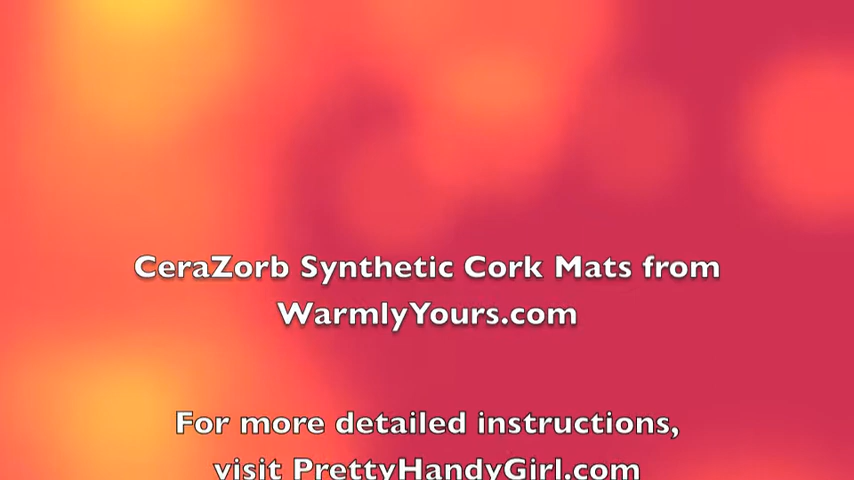 CeraZorb Synthetic Cork Mats from
WarmlyYours.com
For more detailed instructions,
visit PrettyHandyGirl.com